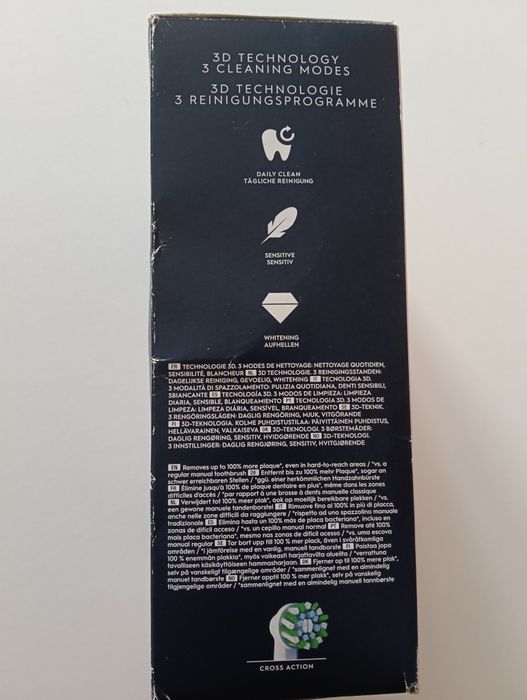 3D TECHNOLOGY
3 CLEANING MODES
3D TECHNOLOGIE
3 REINIGUNGSPROGRAMME
DAILY CLEAN
TÄGLICHE REINIGUNG
SENSITIVE
SENSITIV
WHITENING
AUFHELLEN
FR TECHNOLOGIE 3D. 3 MODES DE NETTOYAGE: NETTOYAGE QUOTIDIEN,
SENSIBILITÉ, BLANCHEUR NL 3D TECHNOLOGIE. 3 REINIGINGSSTANDEN:
DAGELIJKSE REINIGING, GEVOELIG, WHITENING IT TECNOLOGIA 3D.
3 MODALITÀ DI SPAZZOLAMENTO: PULIZIA QUOTIDIANA, DENTI SENSIBILI,
SBIANCANTE ES TECNOLOGÍA 3D. 3 MODOS DE LIMPIEZA: LIMPIEZA
DIARIA, SENSIBLE, BLANQUEAMIENTO PT TECNOLOGIA 3D. 3 MODOS DE
LIMPEZA: LIMPEZA DIÁRIA, SENSÍVEL, BRANQUEAMENTO SE 3D-TEKNIK.
3 RENGÖRINGSLÄGEN: DAGLIG RENGÖRING, MJUK, VITGÖRANDE
FI 3D-TEKNOLOGIA. KOLME PUHDISTUSTILAA: PÄIVITTÄINEN PUHDISTUS,
HELLÄVARAINEN, VALKAISEVA DK 3D-TEKNOLOGI. 3 BØRSTEMÅDER:
DAGLIG RENGØRING, SENSITIV, HVIDGØRENDE NO 3D-TEKNOLOGI.
3 INNSTILLINGER: DAGLIG RENGJØRING, SENSITIV, HVITGJØRENDE
EN Removes up to 100% more plaque*, even in hard-to-reach areas / *vs. a
regular manual toothbrush DE Entfernt bis zu 100% mehr Plaque*, sogar an
schwer erreichbaren Stellen / *ggü. einer herkömmlichen Handzahnbürste
FR Elimine jusqu'à 100% de plaque dentaire en plus*, même dans les zones
difficiles d'accès / *par rapport à une brosse à dents manuelle classique
NL Verwijdert tot 100% meer plak*, ook op moeilijk bereikbare plekken / *vs.
een gewone manuele tandenborstel IT Rimuove fino al 100% in più di placca,
anche nelle zone difficili da raggiungere / *rispetto ad uno spazzolino manuale
tradizionale ES Elimina hasta un 100% más de placa bacteriana*, incluso en
zonas de difícil acceso / *vs. un cepillo manual normal PT Remove até 100%
mais placa bacteriana*, mesmo nas zonas de difícil acesso / *vs. uma escova
manual regular SE Tar bort upp till 100 % mer plack, även i svåråtkomliga
områden / *I jämförelse med en vanlig, manuell tandborste FI Poistaa jopa
100 % enemmän plakkia*, myös vaikeasti harjattavilta alueilta / *verrattuna
tavalliseen käsikäyttöiseen hammasharjaan. DK Fjerner op til 100% mere plak*,
selv på vanskeligt tilgængelige områder / *sammenlignet med en almindelig
manuel tandbørste NO Fjerner opptil 100 % mer plakk*, selv på vanskelig
tilgjengelige områder / *sammenlignet med en almindelig manuell tannbørste
CROSS ACTION